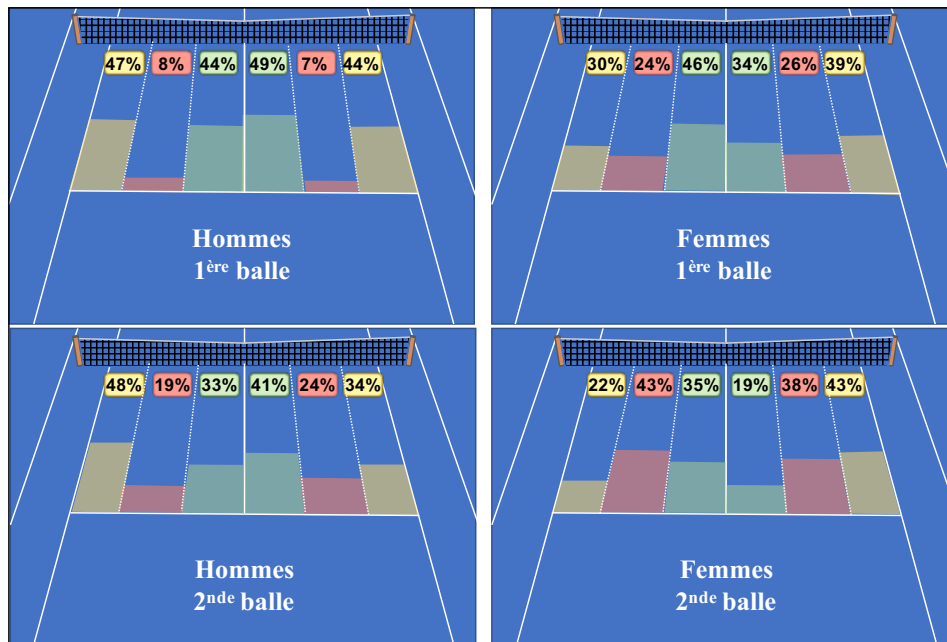 47% 8% 44% 49% 7% 44%
Hommes
1ère balle
30% 24% 46% 34% 26% 39%
Femmes
1ère balle
48% 19% 33% 41% 24% 34%
Hommes
2nde balle
22% 43% 35% 19% 38% 43%
Femmes
2nde balle